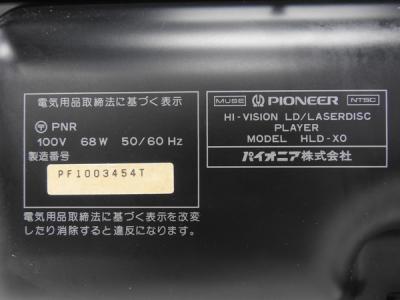 電気用品取締法に基づく表示
〒 PNR
100V 68W 50/60 Hz
製造番号
PF1003454T
電気用品取締法に基づく表示を改変
したり消除すると違反になります。
MUSE PIONEER NTSC
HI-VISION LD/LASERDISC
PLAYER
MODEL HLD-X0
パイオニア株式会社